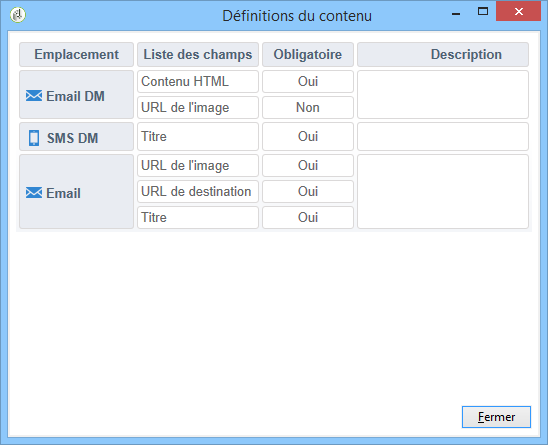 Définitions du contenu
Emplacement Liste des champs Obligatoire Description
Email DM
Contenu HTML Oui
URL de l'image Non
SMS DM Titre Oui
Email
URL de l'image Oui
URL de destination Oui
Titre Oui
Fermer